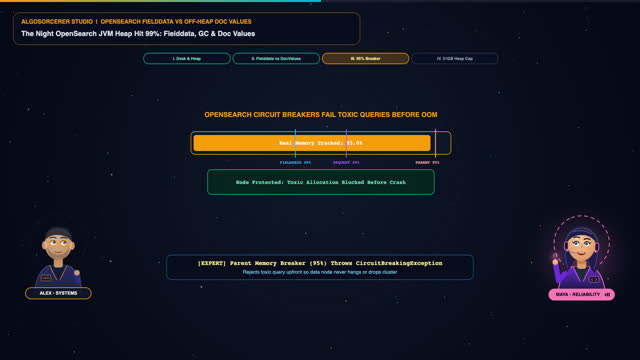 ALGOSORCERER STUDIO | OPENSEARCH FIELDDATA VS OFF-HEAP DOC VALUES
The Night OpenSearch JVM Heap Hit 99%: Fielddata, GC & Doc Values
I. Desk & Heap
II. Fielddata vs DocValues
III. 95% Breaker
IV. 31GB Heap Cap
OPENSEARCH CIRCUIT BREAKERS FAIL TOXIC QUERIES BEFORE OOM
Real Memory Tracked:
FIELDDATA 40%
REQUEST 60%
PARENT 95%
Node Protected: Toxic Allocation Blocked Before Crash
[EXPERT] Parent Memory Breaker (95%) Throws CircuitBreakingException
Rejects toxic query upfront so data node never hangs or drops cluster
ALEX • SYSTEMS
MAYA • RELIABILITY